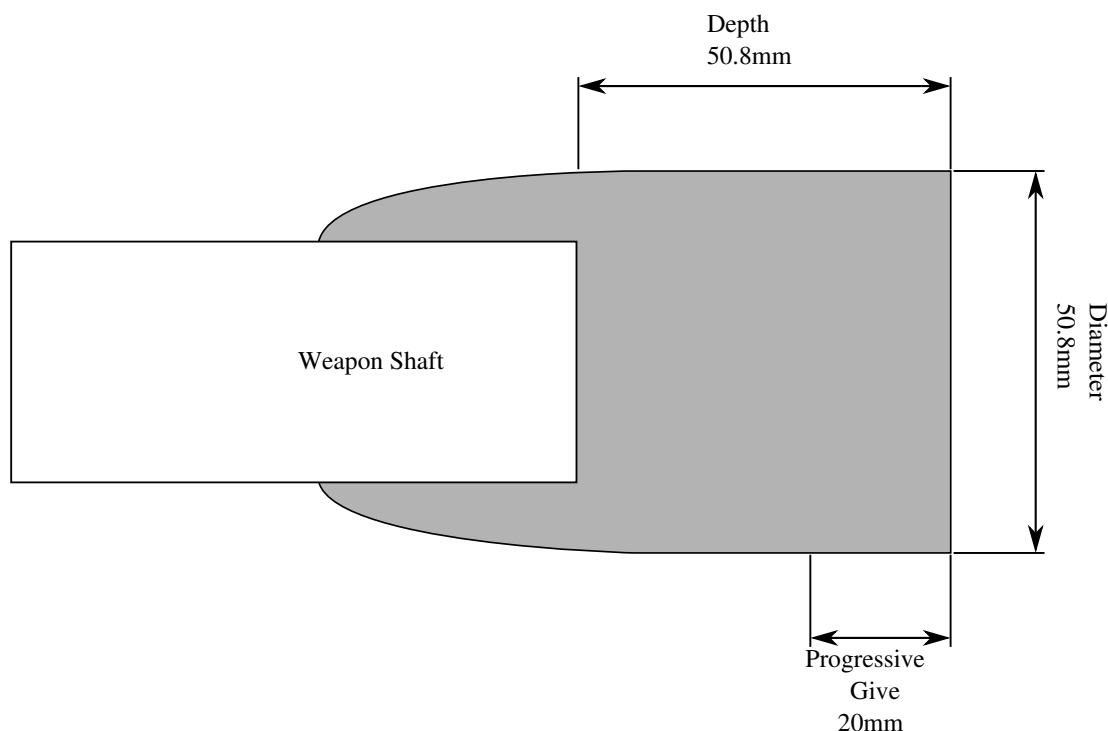 Depth
50.8mm
Weapon Shaft
Diameter
50.8mm
Progressive
Give
20mm